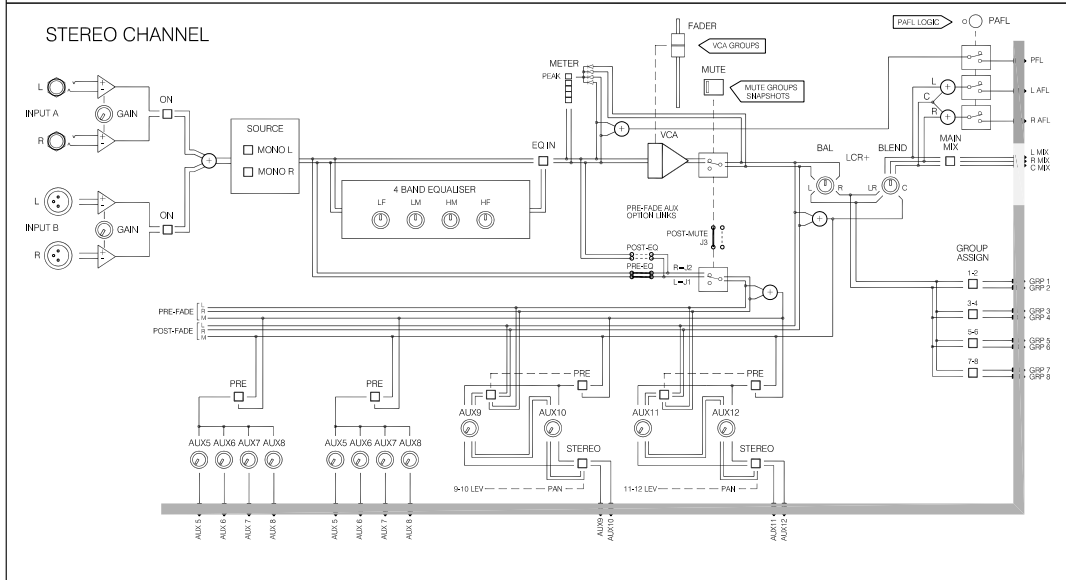 STEREO CHANNEL
FADER
VCA GROUPS
PAFL LOGIC
PAFL
METER
PEAK
MUTE
MUTE GROUPS
SNAPSHOTS
PFL
L
INPUT A
GAIN
R
ON
L
C
R
L AFL
R AFL
SOURCE
MONO L
MONO R
EQ IN
VCA
BAL
LCR+
BLEND
MAIN
MIX
L MIX
R MIX
C MIX
L
R
LR
C
4 BAND EQUALISER
LF
LM
HM
HF
L
INPUT B
GAIN
R
ON
PRE-FADE AUX
OPTION LINKS
POST-MUTE
J3
POST-EQ
PRE-EQ
R-J2
L-J1
GROUP
ASSIGN
1-2
GRP 1
GRP 2
3-4
GRP 3
GRP 4
5-6
GRP 5
GRP 6
7-8
GRP 7
GRP 8
PRE-FADE
L
R
M
POST-FADE
L
R
M
PRE
PRE
PRE
PRE
AUX5 AUX6 AUX7 AUX8
AUX5 AUX6 AUX7 AUX8
AUX9
AUX10
AUX11
AUX12
STEREO
STEREO
9-10 LEV
PAN
11-12 LEV
PAN
AUX 5
AUX 6
AUX 7
AUX 8
AUX 5
AUX 6
AUX 7
AUX 8
AUX9
AUX10
AUX11
AUX12